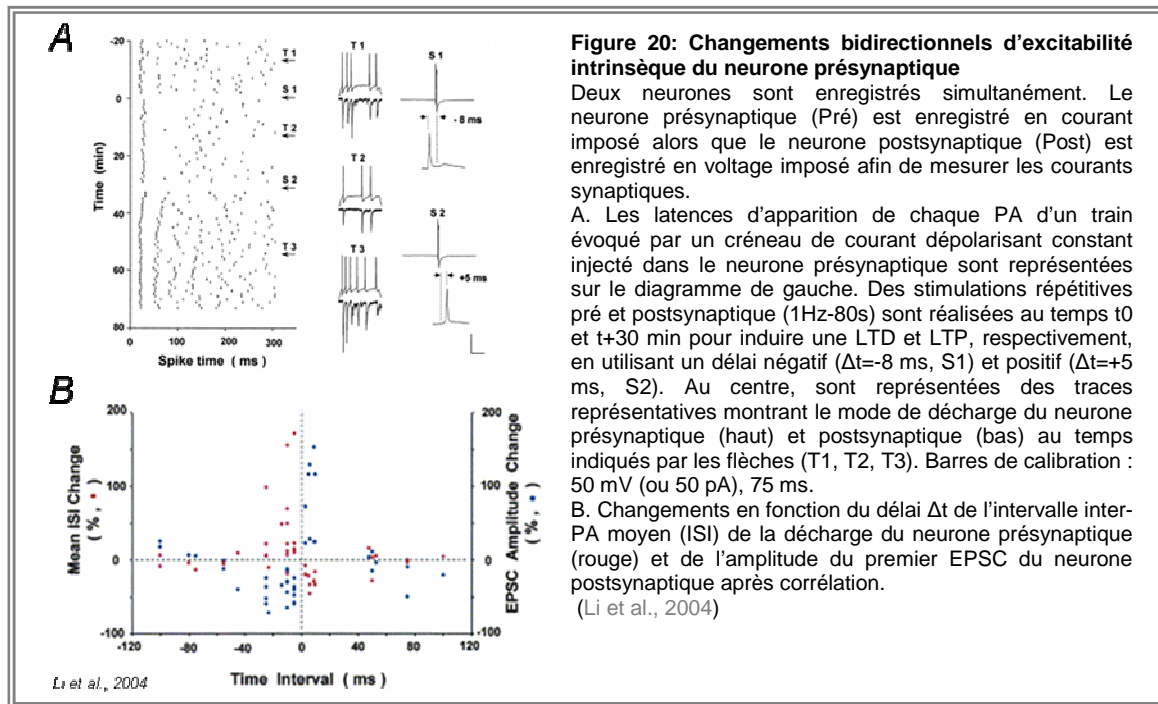 A
-20
0
20
40
60
80
Time (min)
T 1
S 1
T 2
S 2
T 3
0 100 200 300
Spike time ( ms )
T 1
T 2
T 3
S 1
- 8 ms
S 2
+5 ms
B
200
100
0
-100
Mean ISI Change
( %, )
200
100
0
-100
EPSC Amplitude Change
( %, )
-120 -80 -40 0 40 80 120
Time Interval ( ms )
Li et al., 2004
Figure 20: Changements bidirectionnels d’excitabilité
intrinsèque du neurone présynaptique
Deux neurones sont enregistrés simultanément. Le
neurone présynaptique (Pré) est enregistré en courant
imposé alors que le neurone postsynaptique (Post) est
enregistré en voltage imposé afin de mesurer les courants
synaptiques.
A. Les latences d’apparition de chaque PA d’un train
évoqué par un créneau de courant dépolarisant constant
injecté dans le neurone présynaptique sont représentées
sur le diagramme de gauche. Des stimulations répétitives
pré et postsynaptique (1Hz-80s) sont réalisées au temps t0
et t+30 min pour induire une LTD et LTP, respectivement,
en utilisant un délai négatif (Δt=-8 ms, S1) et positif (Δt=+5
ms, S2). Au centre, sont représentées des traces
représentatives montrant le mode de décharge du neurone
présynaptique (haut) et postsynaptique (bas) au temps
indiqués par les flèches (T1, T2, T3). Barres de calibration :
50 mV (ou 50 pA), 75 ms.
B. Changements en fonction du délai Δt de l’intervalle inter-
PA moyen (ISI) de la décharge du neurone présynaptique
(rouge) et de l’amplitude du premier EPSC du neurone
postsynaptique après corrélation.
(Li et al., 2004)